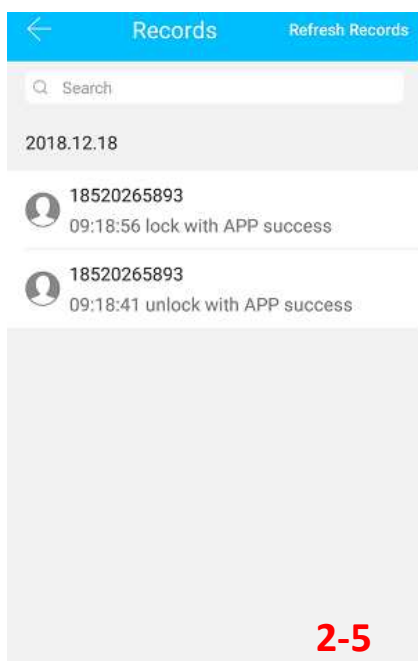 Records Refresh Records
Search
2018.12.18
18520265893
09:18:56 lock with APP success
18520265893
09:18:41 unlock with APP success
2-5